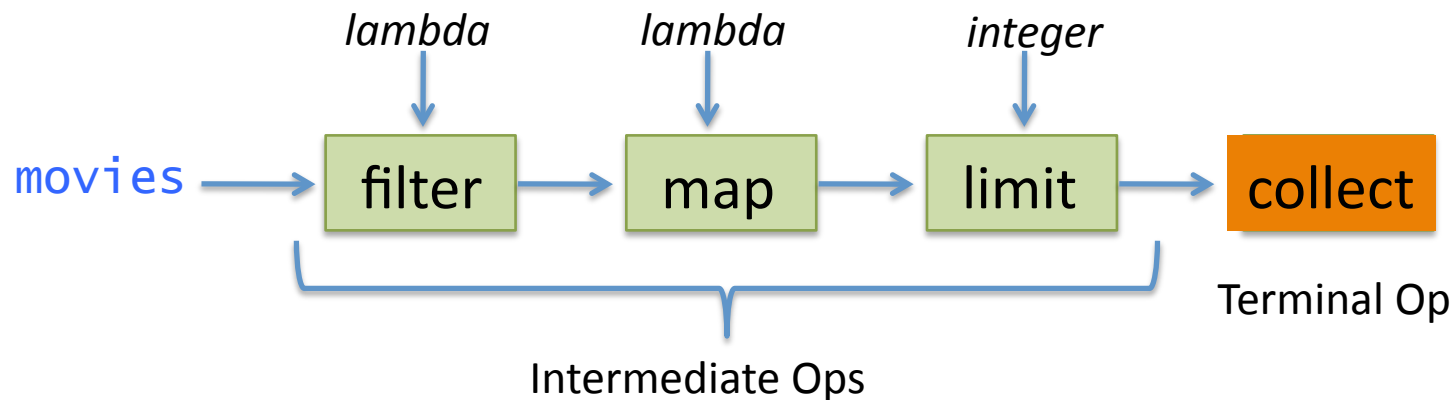 lambda lambda integer
movies filter map limit collect
Terminal Op
Intermediate Ops